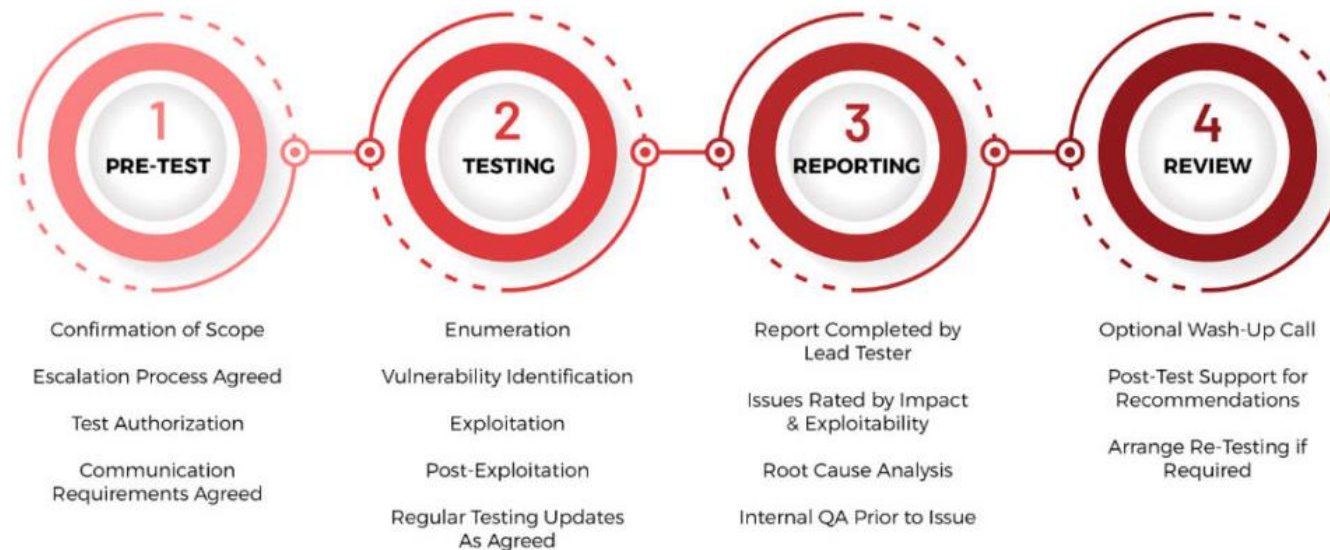 1
PRE-TEST
Confirmation of Scope
Escalation Process Agreed
Test Authorization
Communication
Requirements Agreed
2
TESTING
Enumeration
Vulnerability Identification
Exploitation
Post-Exploitation
Regular Testing Updates
As Agreed
3
REPORTING
Report Completed by
Lead Tester
Issues Rated by Impact
& Exploitability
Root Cause Analysis
Internal QA Prior to Issue
4
REVIEW
Optional Wash-Up Call
Post-Test Support for
Recommendations
Arrange Re-Testing if
Required